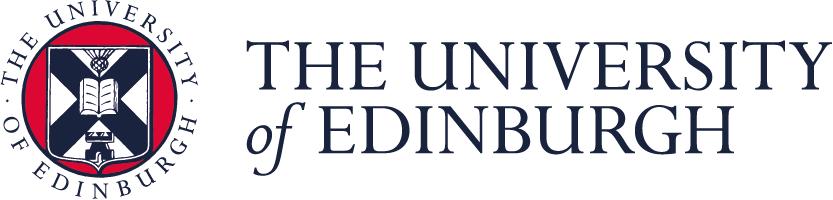 THE UNIVERSITY
· OF EDINBURGH ·
THE UNIVERSITY
of EDINBURGH